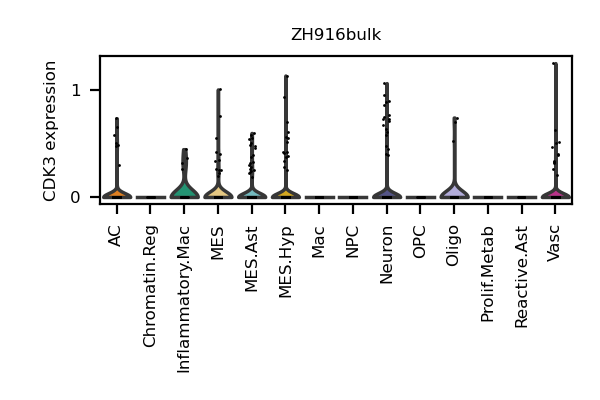 ZH916bulk
CDK3 expression
1
0
AC
Chromatin.Reg
Inflammatory.Mac
MES
MES.Ast
MES.Hyp
Mac
NPC
Neuron
OPC
Oligo
Prolif.Metab
Reactive.Ast
Vasc